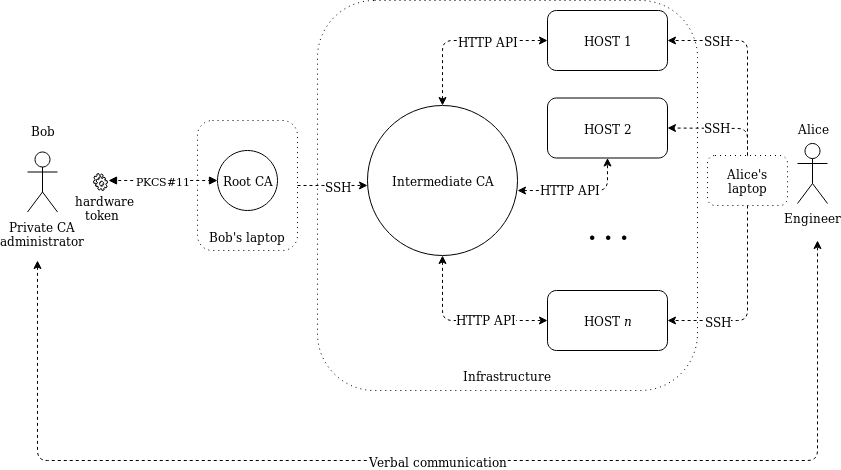 HTTP API
HOST 1
SSH
Bob
HOST 2
SSH
Alice
PKCS#11
Root CA
SSH
Intermediate CA
HTTP API
Alice's
laptop
hardware
token
Private CA
administrator
Bob's laptop
Engineer
• • •
HTTP API
HOST n
SSH
Infrastructure
Verbal communication